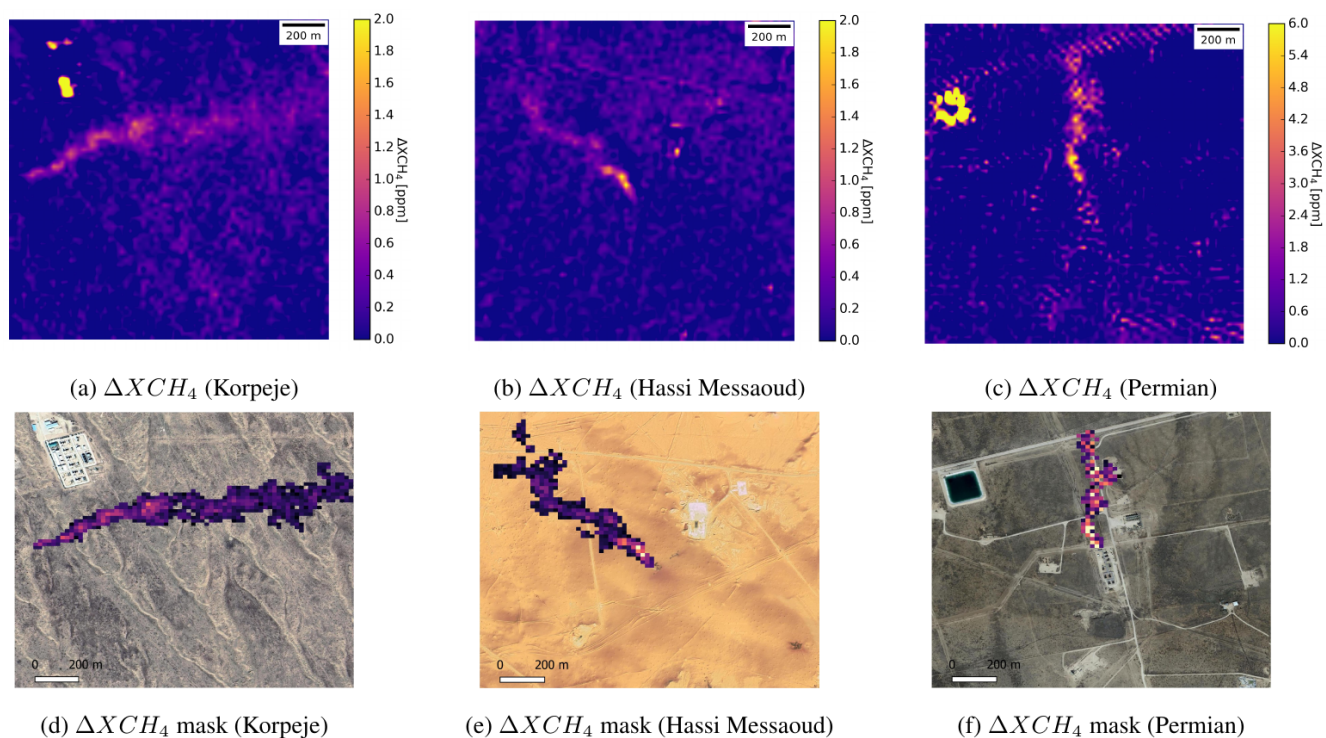 200 m
2.0
1.8
1.6
1.4
1.2
1.0
0.8
0.6
0.4
0.2
0.0
ΔXCH₄ [ppm]
200 m
2.0
1.8
1.6
1.4
1.2
1.0
0.8
0.6
0.4
0.2
0.0
ΔXCH₄ [ppm]
200 m
6.0
5.4
4.8
4.2
3.6
3.0
2.4
1.8
1.2
0.6
0.0
ΔXCH₄ [ppm]
(a) ΔXCH₄ (Korpeje)
(b) ΔXCH₄ (Hassi Messaoud)
(c) ΔXCH₄ (Permian)
0 200 m
0 200 m
0 200 m
(d) ΔXCH₄ mask (Korpeje)
(e) ΔXCH₄ mask (Hassi Messaoud)
(f) ΔXCH₄ mask (Permian)